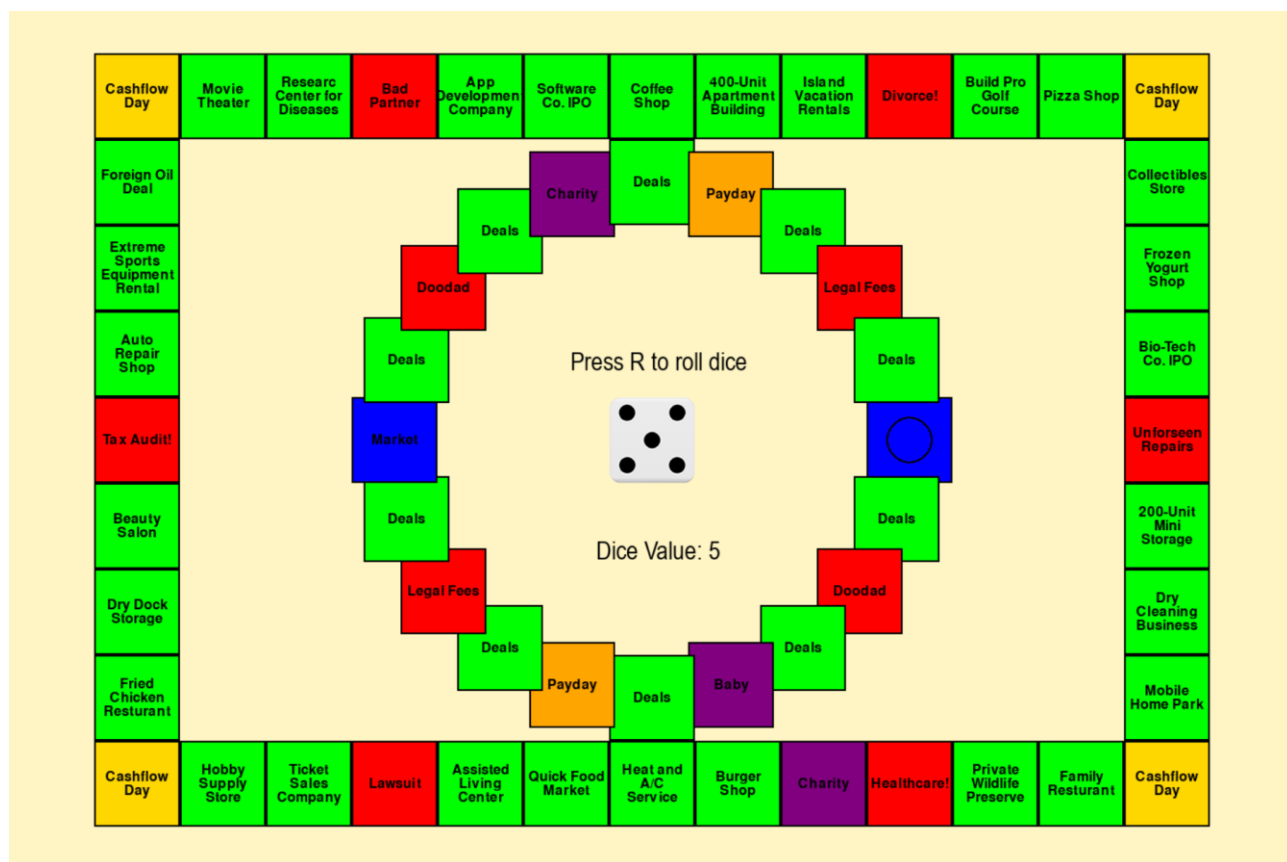 Cashflow
Day
Movie
Theater
Researc
Center for
Diseases
Bad
Partner
App
Development
Company
Software
Co. IPO
Coffee
Shop
400-Unit
Apartment
Building
Island
Vacation
Rentals
Divorce!
Build Pro
Golf
Course
Pizza Shop
Cashflow
Day
Foreign Oil
Deal
Charity
Deals
Payday
Collectibles
Store
Deals
Deals
Extreme
Sports
Equipment
Rental
Doodad
Legal Fees
Frozen
Yogurt
Shop
Auto
Repair
Shop
Deals
Press R to roll dice
Deals
Bio-Tech
Co. IPO
Tax Audit!
Market
Unforseen
Repairs
Beauty
Salon
Deals
Dice Value: 5
Deals
200-Unit
Mini
Storage
Dry Dock
Storage
Legal Fees
Doodad
Dry
Cleaning
Business
Deals
Deals
Fried
Chicken
Resturant
Payday
Deals
Baby
Mobile
Home Park
Cashflow
Day
Hobby
Supply
Store
Ticket
Sales
Company
Lawsuit
Assisted
Living
Center
Quick Food
Market
Heat and
A/C
Service
Burger
Shop
Charity
Healthcare!
Private
Wildlife
Preserve
Family
Resturant
Cashflow
Day